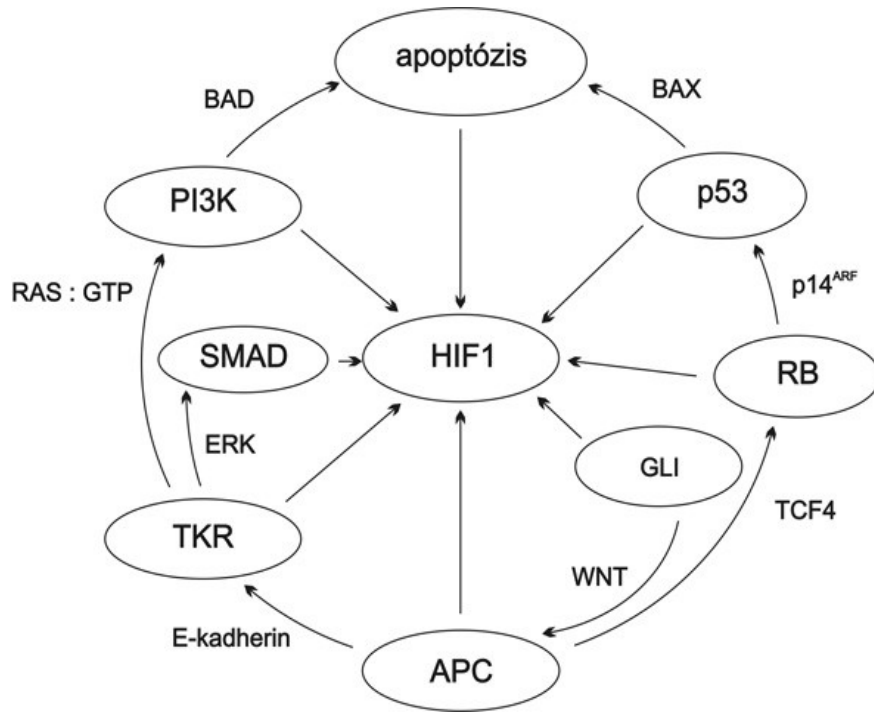 apoptózis
BAD
BAX
PI3K
p53
RAS : GTP
p14ARF
SMAD
HIF1
RB
ERK
GLI
TCF4
TKR
WNT
E-kadherin
APC